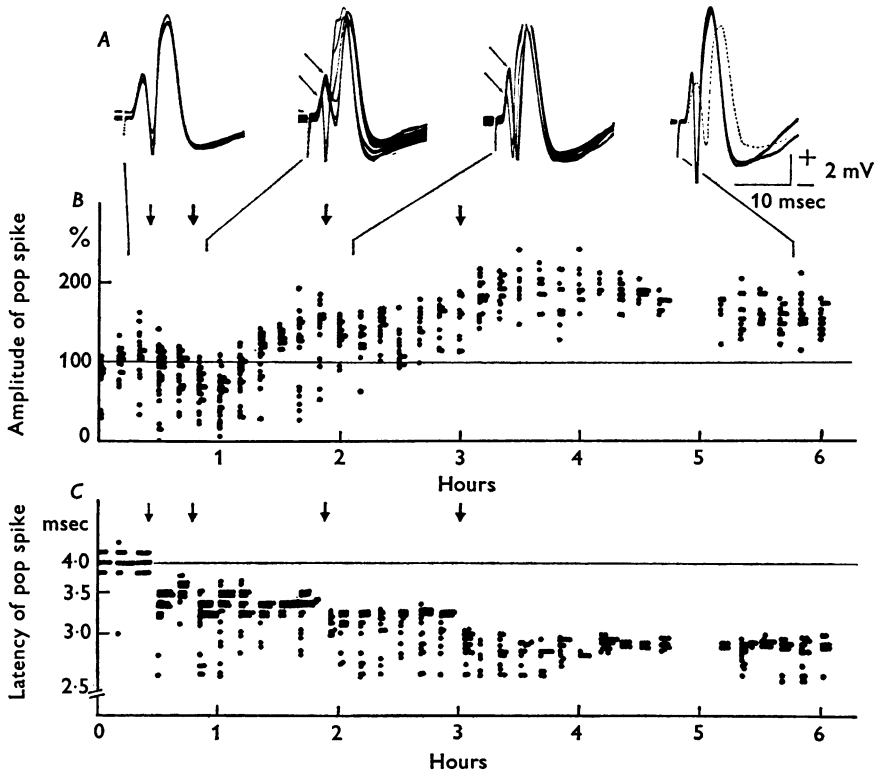 A
+
2 mV
−
10 msec
B
%
200
100
0
Amplitude of pop spike
1 2 3 4 5 6
Hours
C
msec
4·0
3·5
3·0
2·5
Latency of pop spike
0 1 2 3 4 5 6
Hours